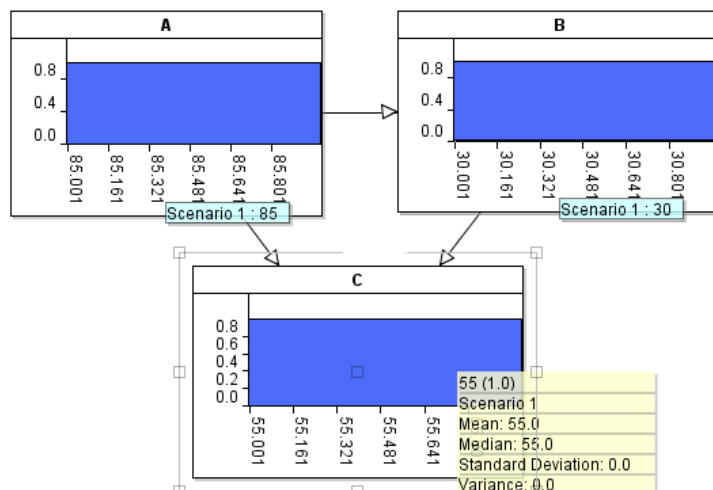 A
0.8
0.4
0.0
85.001
85.161
85.321
85.481
85.641
85.801
Scenario 1 : 85
B
0.8
0.4
0.0
30.001
30.161
30.321
30.481
30.641
30.801
Scenario 1 : 30
C
0.8
0.6
0.4
0.2
0.0
55.001
55.161
55.321
55.481
55.641
55 (1.0)
Scenario 1
Mean: 55.0
Median: 55.0
Standard Deviation: 0.0
Variance: 0.0